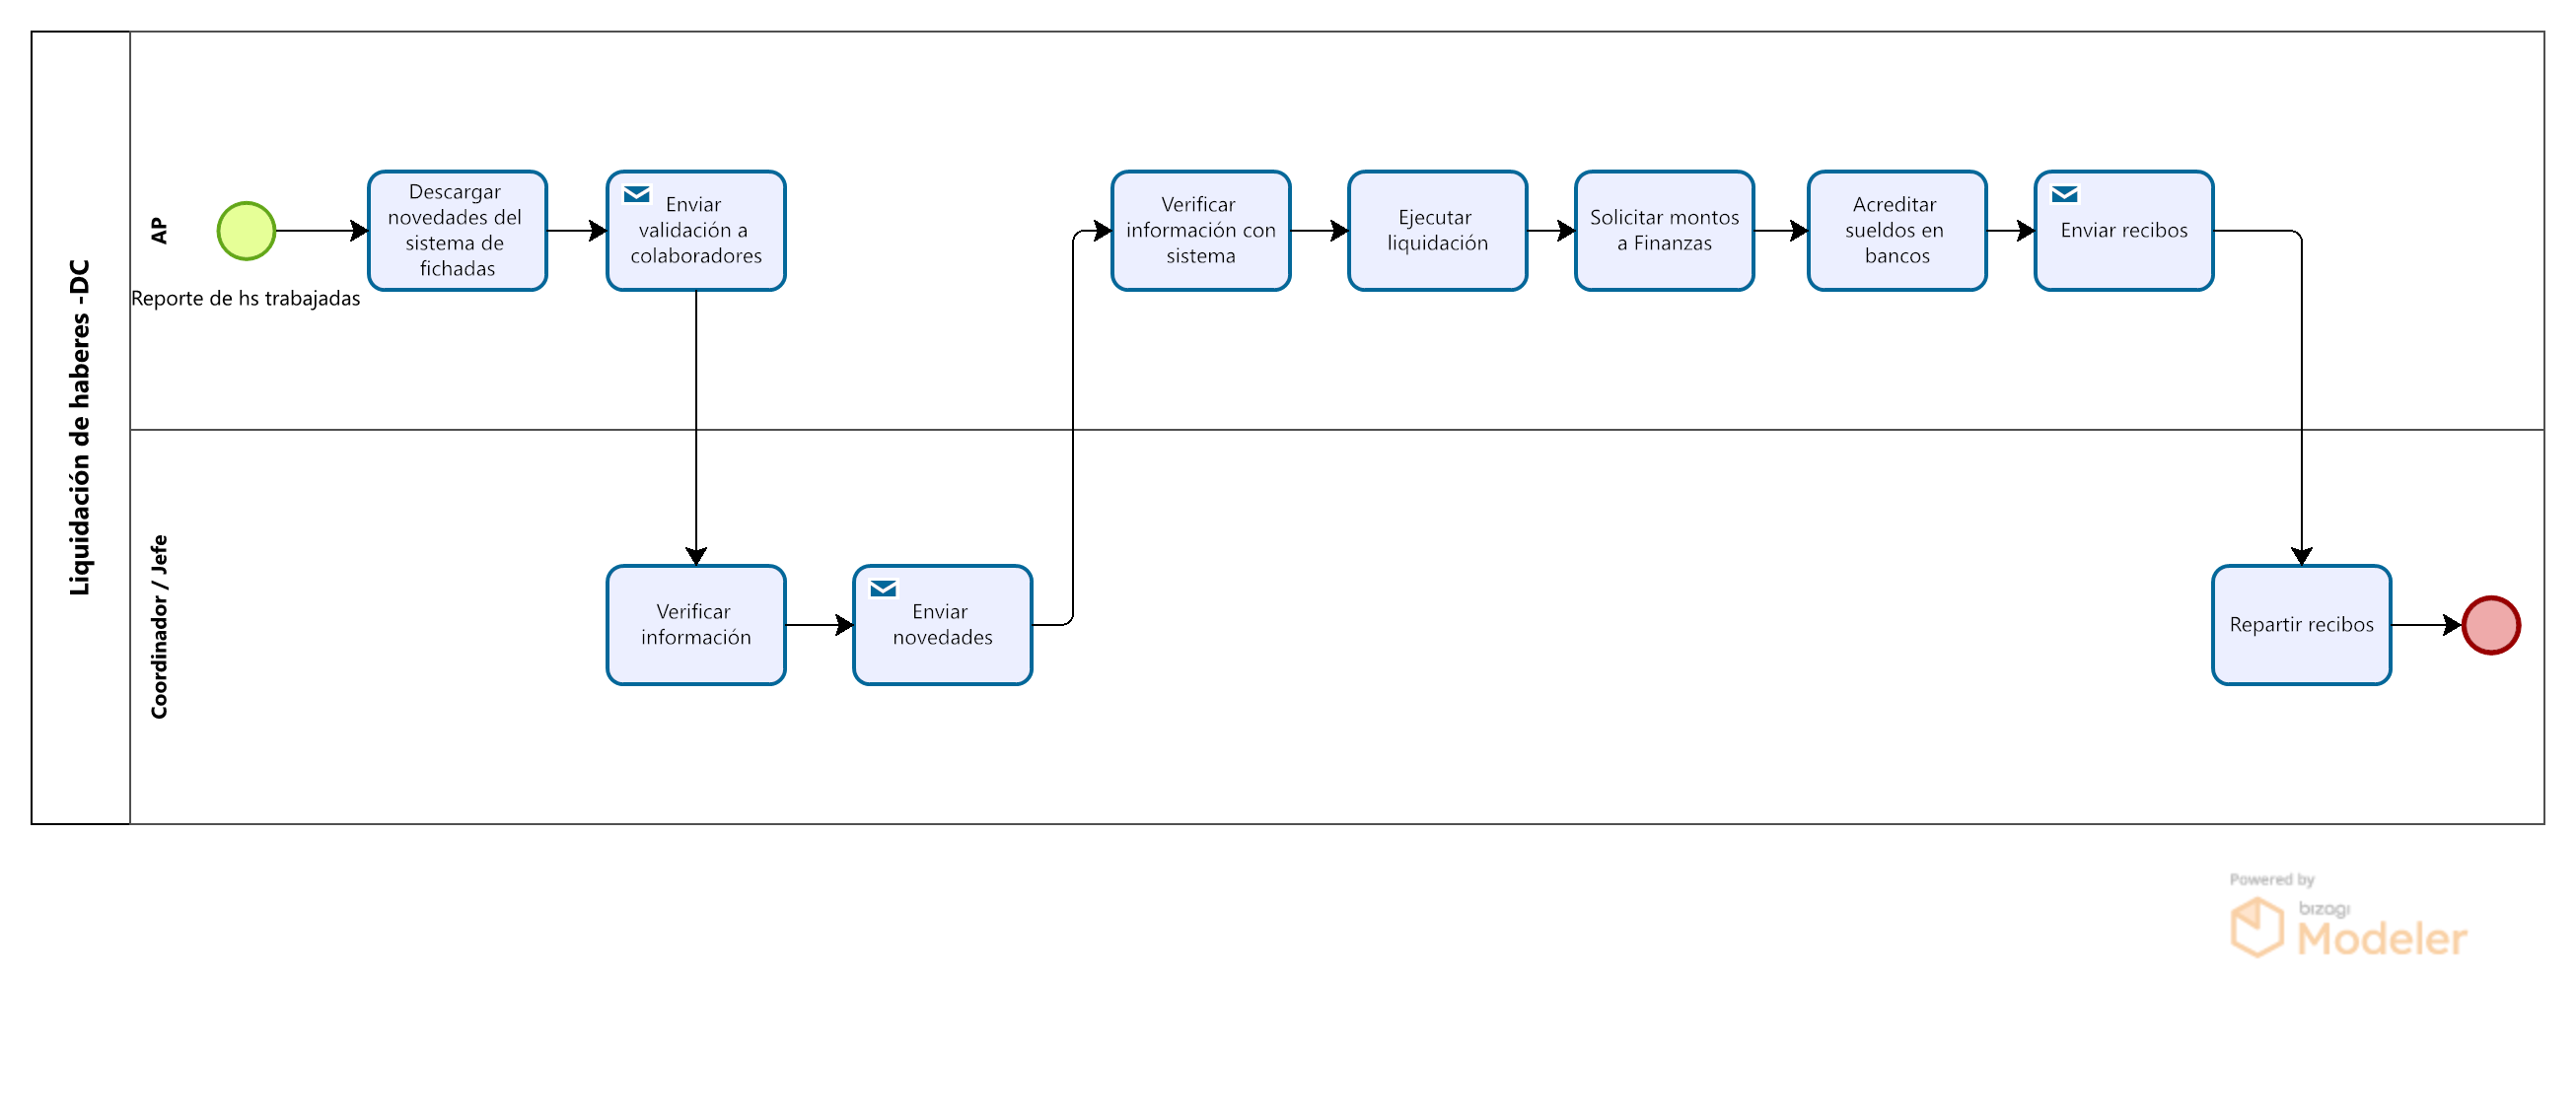 Liquidación de haberes -DC
AP
Reporte de hs trabajadas
Descargar
novedades del
sistema de
fichadas
Enviar
validación a
colaboradores
Verificar
información con
sistema
Ejecutar
liquidación
Solicitar montos
a Finanzas
Acreditar
sueldos en
bancos
Enviar recibos
Coordinador / Jefe
Verificar
información
Enviar
novedades
Repartir recibos
Powered by
bizagi
Modeler